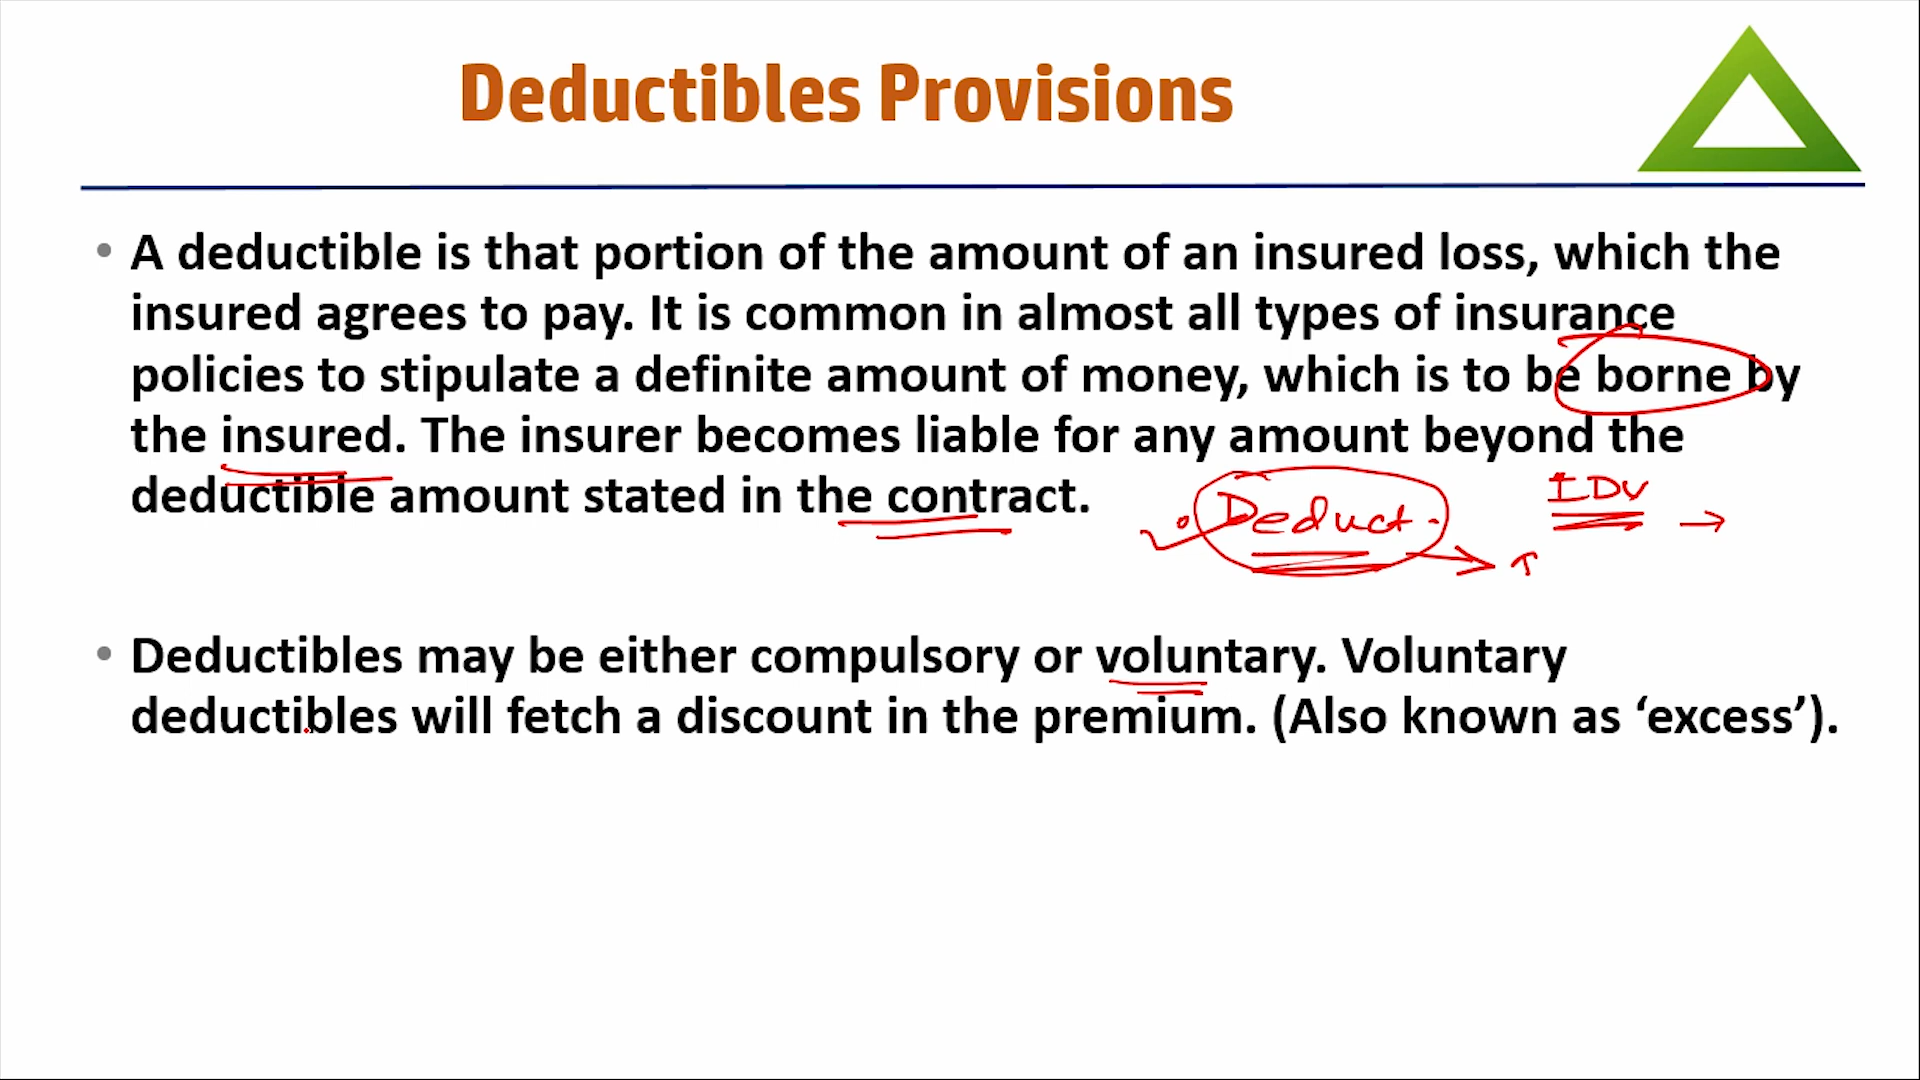 Deductibles Provisions
• A deductible is that portion of the amount of an insured loss, which the
insured agrees to pay. It is common in almost all types of insurance
policies to stipulate a definite amount of money, which is to be borne by
the insured. The insurer becomes liable for any amount beyond the
deductible amount stated in the contract.
Deduct.
IDV
• Deductibles may be either compulsory or voluntary. Voluntary
deductibles will fetch a discount in the premium. (Also known as ‘excess’).